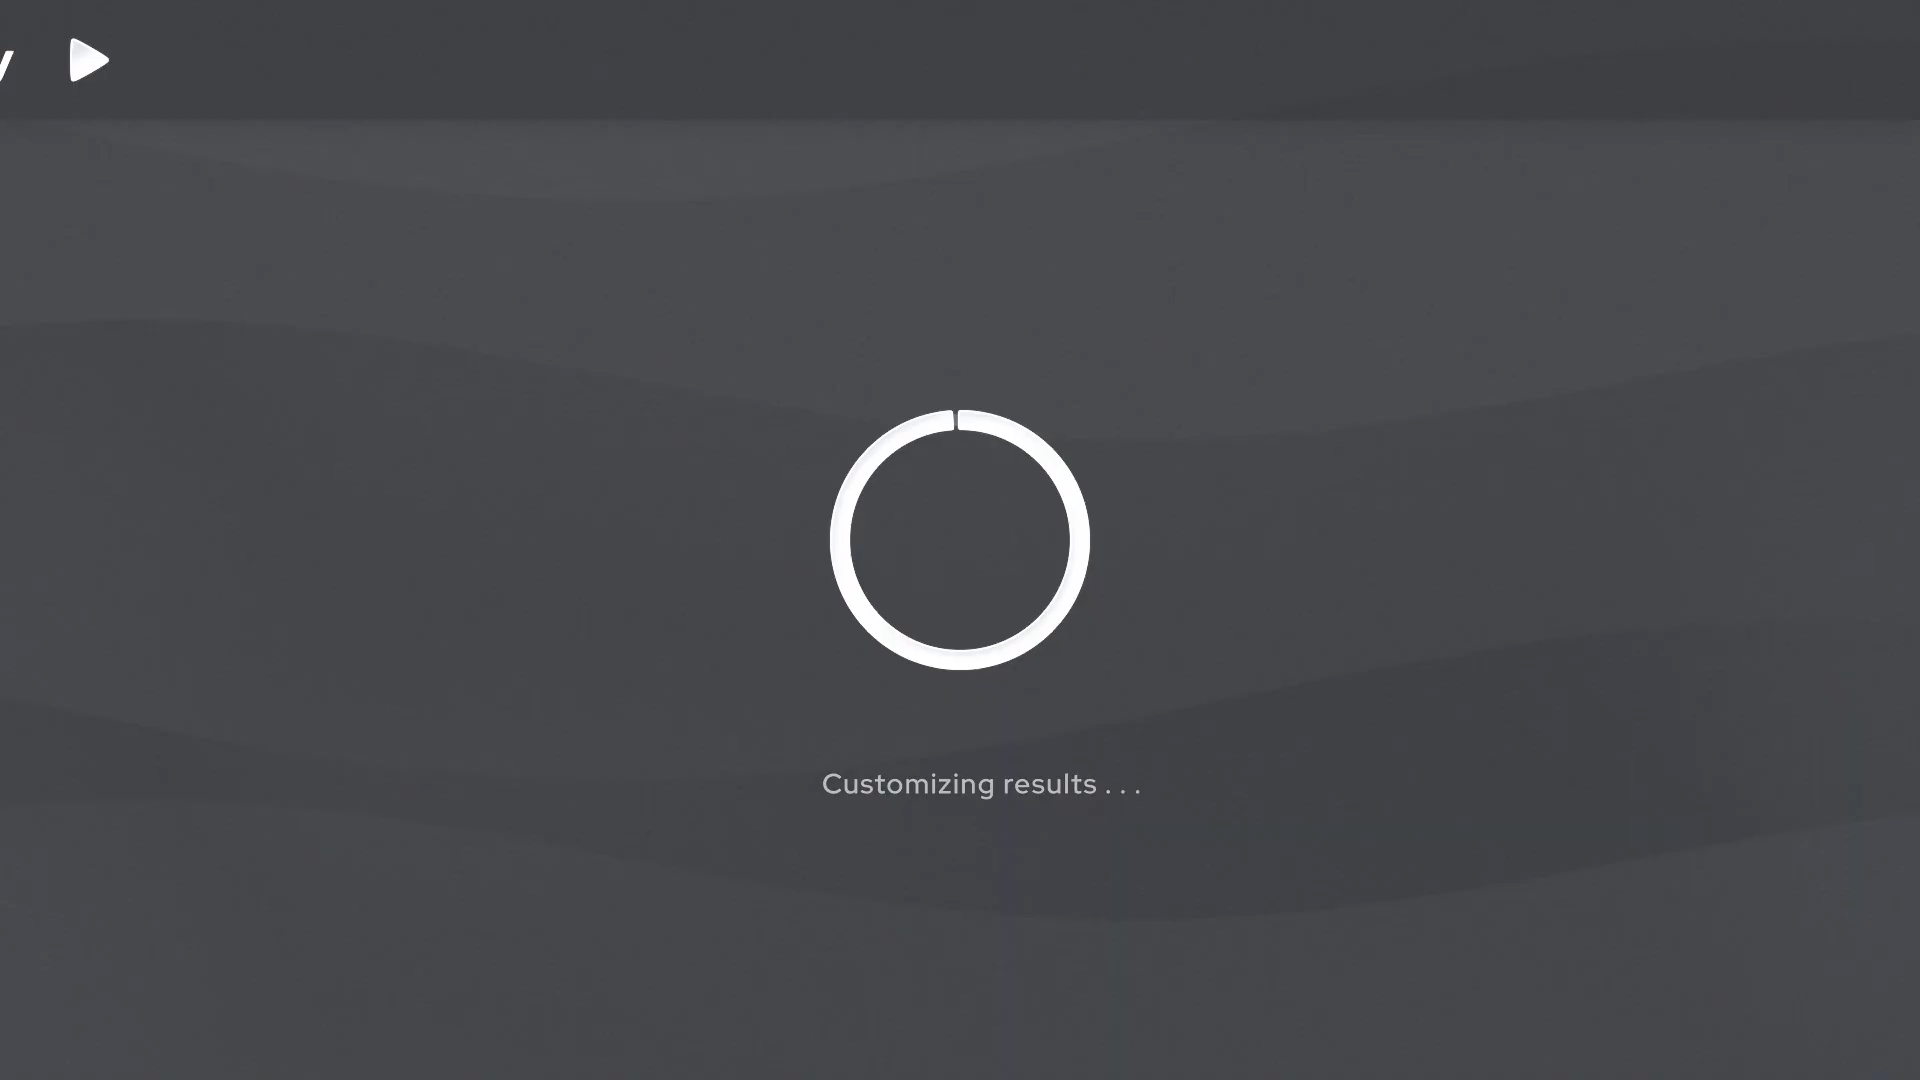 y
Customizing results . . .